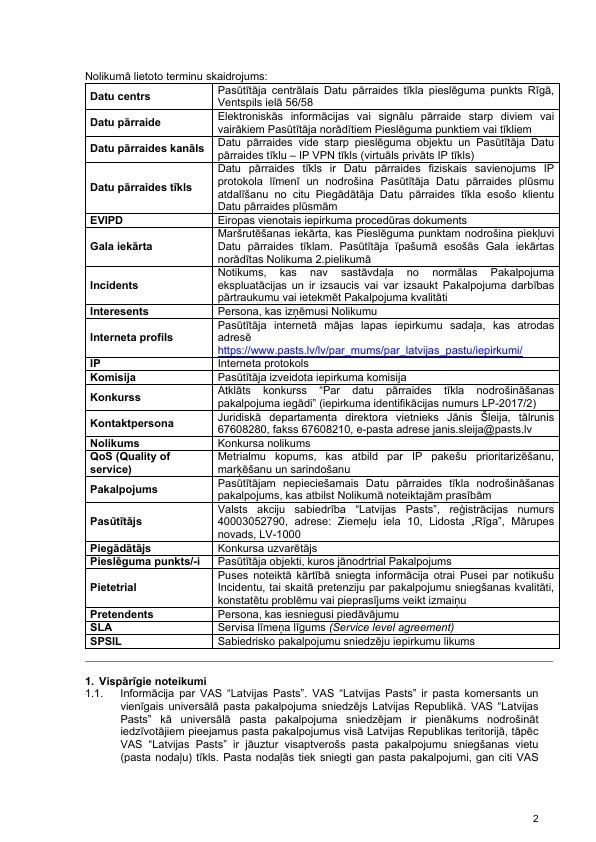 Nolikumā lietoto terminu skaidrojums:
Datu centrs
Pasūtītāja centrālais Datu pārraides tīkla pieslēguma punkts Rīgā,
Ventspils ielā 56/58
Datu pārraide
Elektroniskās informācijas vai signālu pārraide starp diviem vai
vairākiem Pasūtītāja norādītiem Pieslēguma punktiem vai tīkliem
Datu pārraides kanāls
Datu pārraides vide starp pieslēguma objektu un Pasūtītāja Datu
pārraides tīklu – IP VPN tīkls (virtuāls privāts IP tīkls)
Datu pārraides tīkls
Datu pārraides tīkls ir Datu pārraides fiziskais savienojums IP
protokola līmenī un nodrošina Pasūtītāja Datu pārraides plūsmu
atdalīšanu no citu Piegādātāja Datu pārraides tīkla esošo klientu
Datu pārraides plūsmām
EVIPD
Eiropas vienotais iepirkuma procedūras dokuments
Gala iekārta
Maršrutēšanas iekārta, kas Pieslēguma punktam nodrošina piekļuvi
Datu pārraides tīklam. Pasūtītāja īpašumā esošās Gala iekārtas
norādītas Nolikuma 2.pielikumā
Incidents
Notikums, kas nav sastāvdaļa no normālas Pakalpojuma
ekspluatācijas un ir izsaucis vai var izsaukt Pakalpojuma darbības
pārtraukumu vai ietekmēt Pakalpojuma kvalitāti
Interesents
Persona, kas izņēmusi Nolikumu
Interneta profils
Pasūtītāja internetā mājas lapas iepirkumu sadaļa, kas atrodas
adresē
https://www.pasts.lv/lv/par_mums/par_latvijas_pastu/iepirkumi/
IP
Interneta protokols
Komisija
Pasūtītāja izveidota iepirkuma komisija
Konkurss
Atklāts konkurss “Par datu pārraides tīkla nodrošināšanas
pakalpojuma iegādi” (iepirkuma identifikācijas numurs LP-2017/2)
Kontaktpersona
Juridiskā departamenta direktora vietnieks Jānis Šleija, tālrunis
67608280, fakss 67608210, e-pasta adrese janis.sleija@pasts.lv
Nolikums
Konkursa nolikums
QoS (Quality of
service)
Metrialmu kopums, kas atbild par IP pakešu prioritarizēšanu,
marķēšanu un sarindošanu
Pakalpojums
Pasūtītājam nepieciešamais Datu pārraides tīkla nodrošināšanas
pakalpojums, kas atbilst Nolikumā noteiktajām prasībām
Pasūtītājs
Valsts akciju sabiedrība “Latvijas Pasts”, reģistrācijas numurs
40003052790, adrese: Ziemeļu iela 10, Lidosta „Rīga”, Mārupes
novads, LV-1000
Piegādātājs
Konkursa uzvarētājs
Pieslēguma punkts/-i
Pasūtītāja objekti, kuros jānodrtrial Pakalpojums
Pietetrial
Puses noteiktā kārtībā sniegta informācija otrai Pusei par notikušu
Incidentu, tai skaitā pretenziju par pakalpojumu sniegšanas kvalitāti,
konstatētu problēmu vai pieprasījums veikt izmaiņu
Pretendents
Persona, kas iesniegusi piedāvājumu
SLA
Servisa līmeņa līgums (Service level agreement)
SPSIL
Sabiedrisko pakalpojumu sniedzēju iepirkumu likums
1. Vispārīgie noteikumi
1.1. Informācija par VAS “Latvijas Pasts”. VAS “Latvijas Pasts” ir pasta komersants un
vienīgais universālā pasta pakalpojuma sniedzējs Latvijas Republikā. VAS “Latvijas
Pasts” kā universālā pasta pakalpojuma sniedzējam ir pienākums nodrošināt
iedzīvotājiem pieejamus pasta pakalpojumus visā Latvijas Republikas teritorijā, tāpēc
VAS “Latvijas Pasts” ir jāuztur visaptverošs pasta pakalpojumu sniegšanas vietu
(pasta nodaļu) tīkls. Pasta nodaļās tiek sniegti gan pasta pakalpojumi, gan citi VAS
2